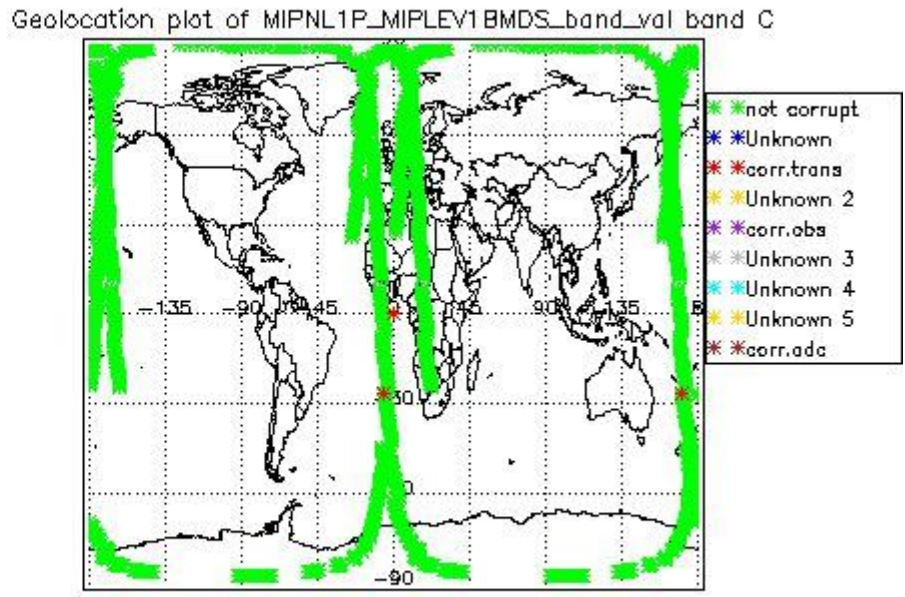 Geolocation plot of MIPNL1P_MIPLEV1BMDS_band_val band C
not corrupt
Unknown
corr.trans
Unknown 2
corr.obs
Unknown 3
Unknown 4
Unknown 5
corr.adc
-135 -90 -45 45 90 135
-90